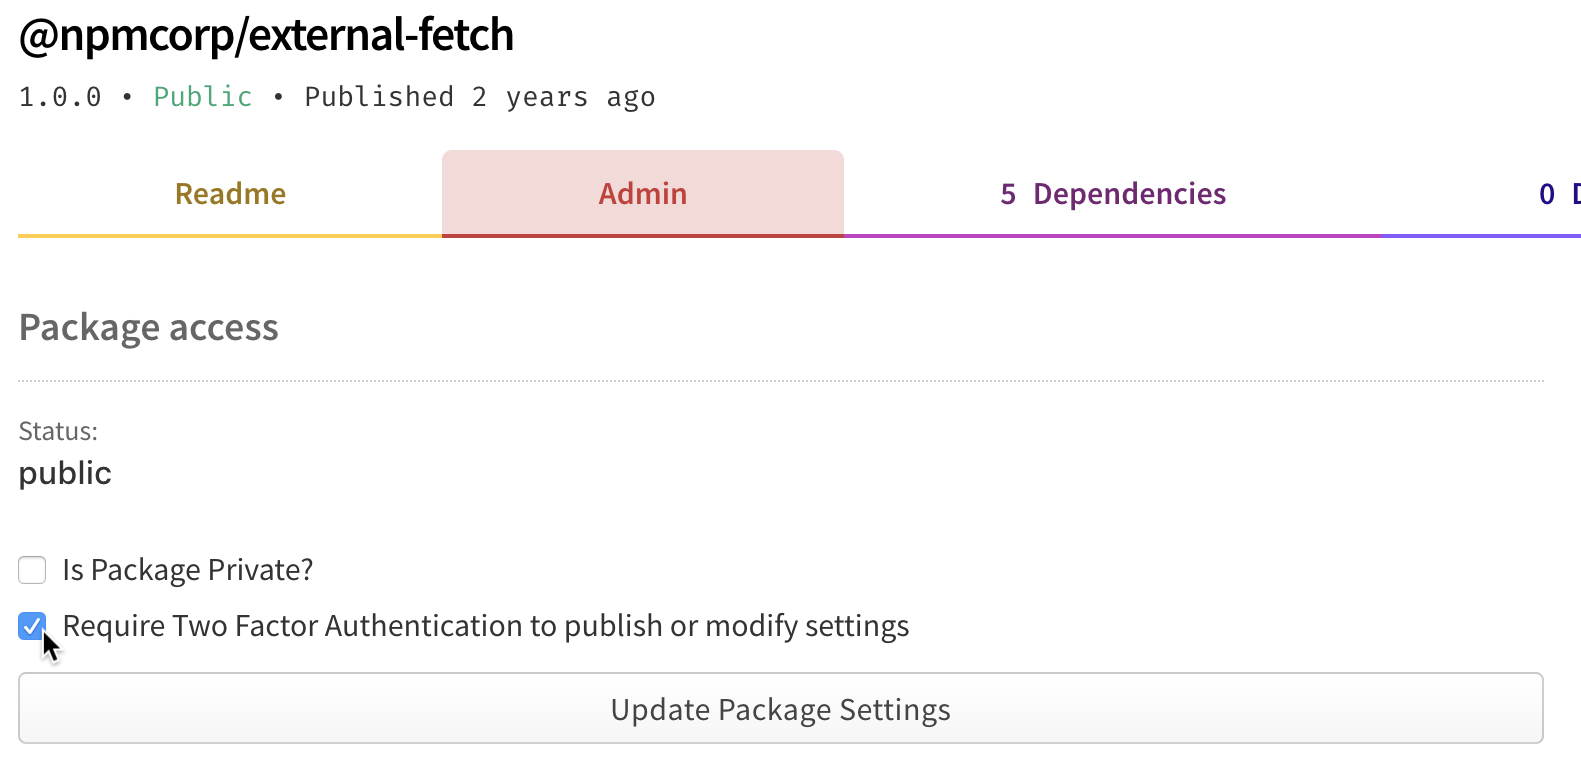 @npmcorp/external-fetch
1.0.0 • Public • Published 2 years ago
Readme Admin 5 Dependencies 0
Package access
Status:
public
Is Package Private?
Require Two Factor Authentication to publish or modify settings
Update Package Settings